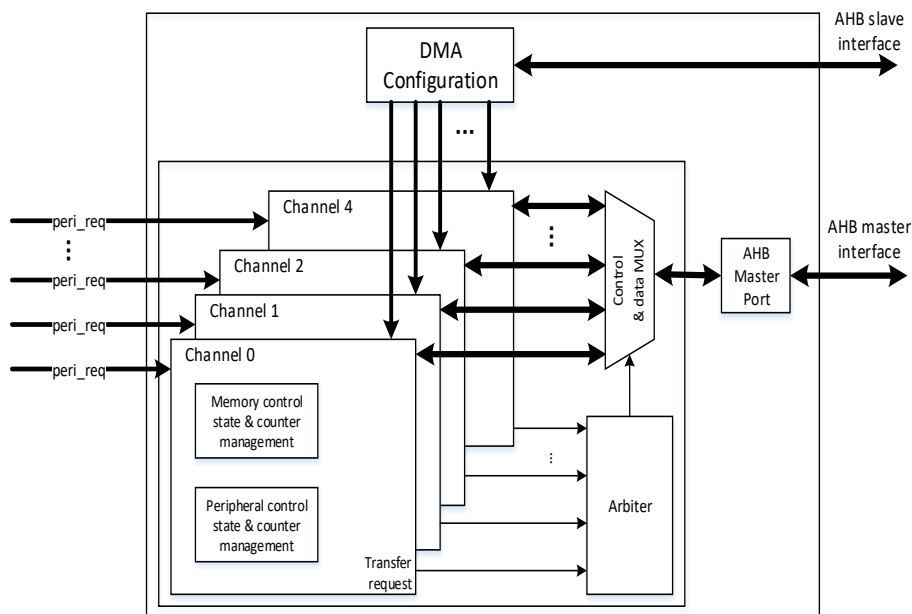 AHB slave
interface
DMA
Configuration
...
Channel 4
peri_req
...
...
AHB master
interface
Channel 2
peri_req
Control
& data MUX
AHB
Master
Port
Channel 1
peri_req
Channel 0
peri_req
Memory control
state & counter
management
...
Arbiter
Peripheral control
state & counter
management
Transfer
request